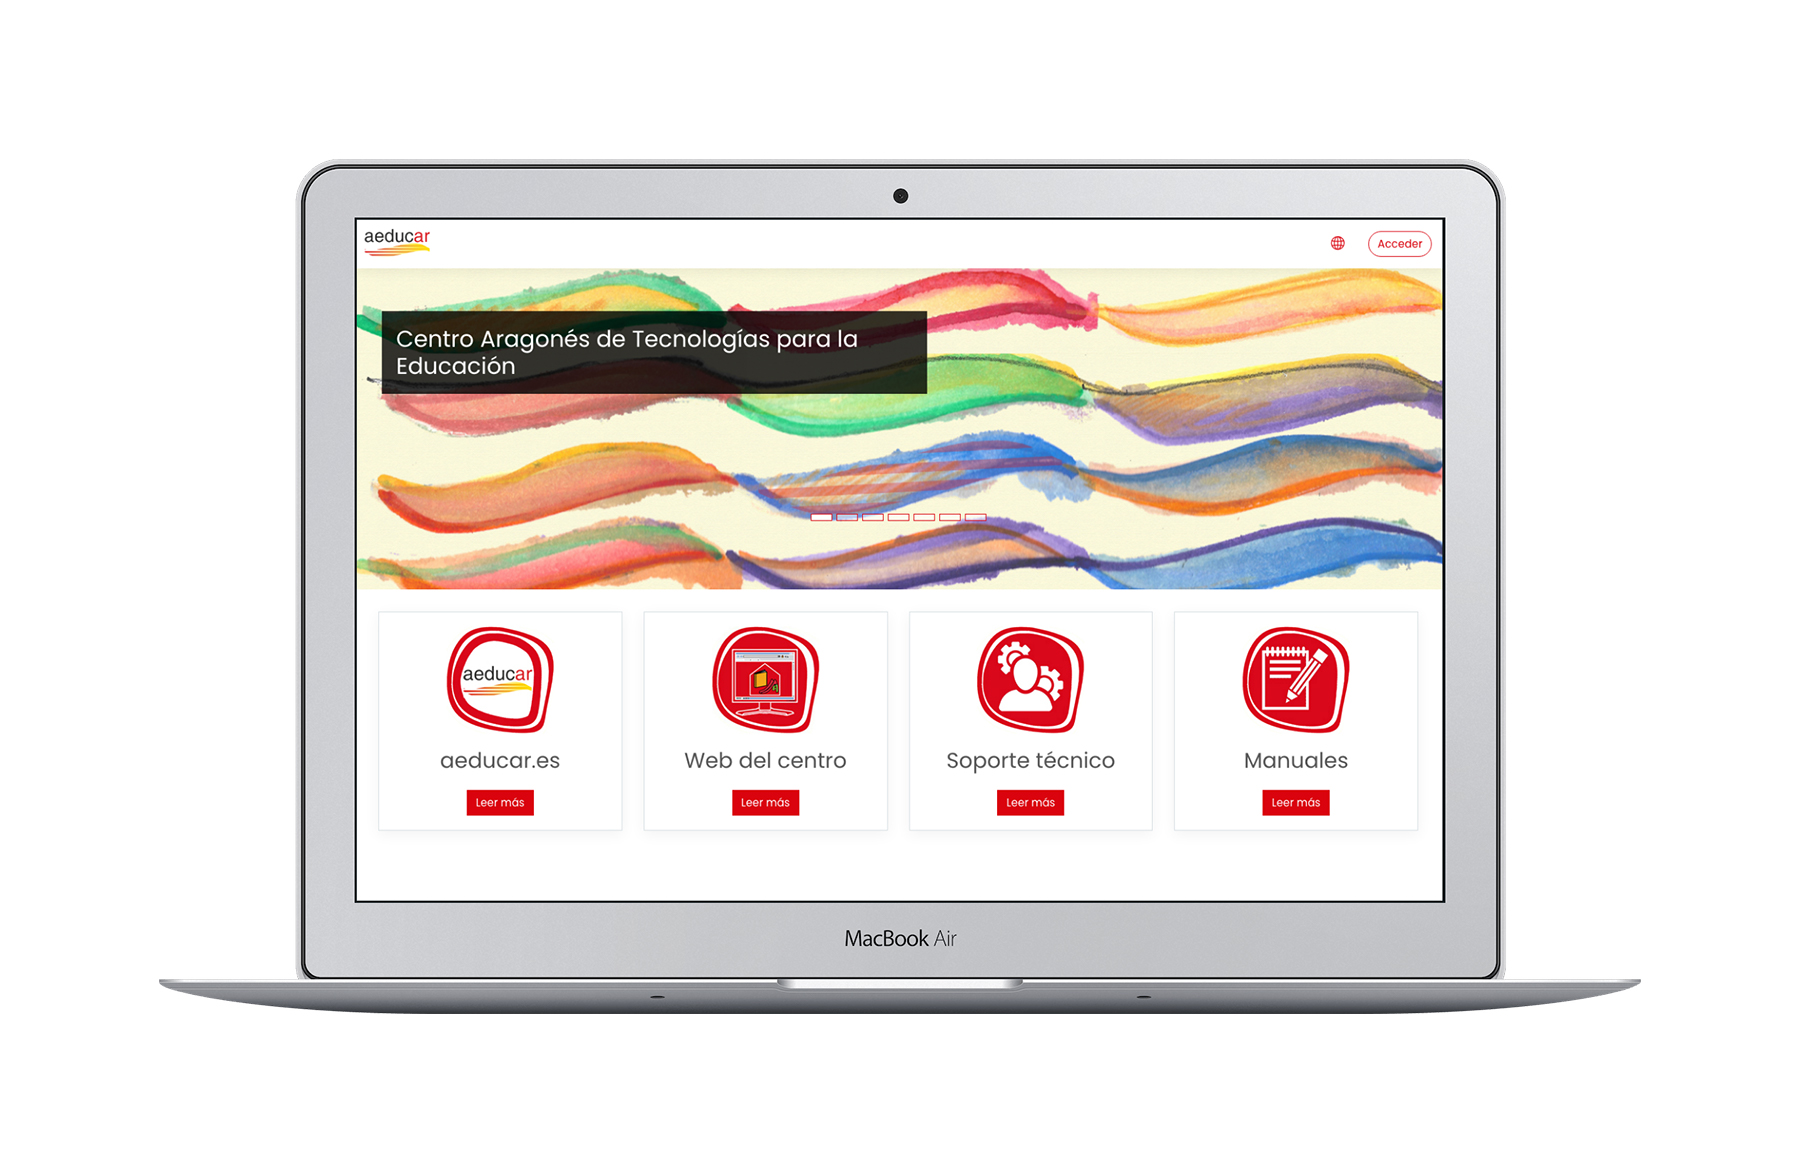 aeducar
Acceder
Centro Aragonés de Tecnologías para la
Educación
aeducar
aeducar.es
Leer más
Web del centro
Leer más
Soporte técnico
Leer más
Manuales
Leer más
MacBook Air